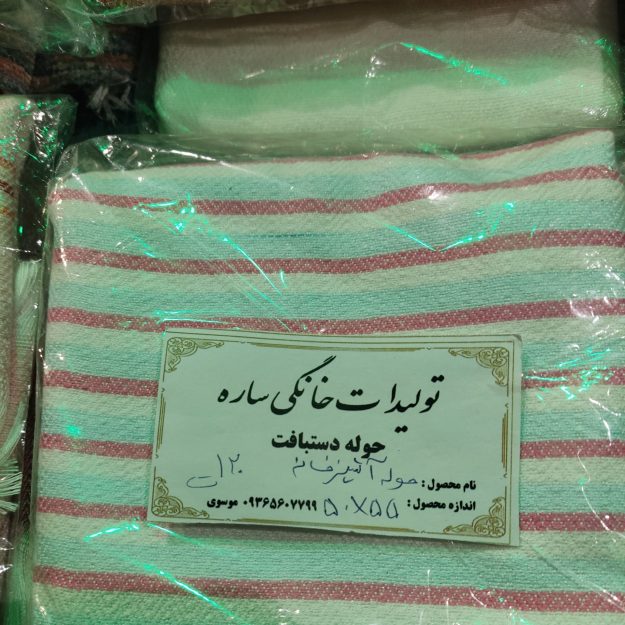 تولیدات خانگی ساره
حوله دستبافت
نام محصول : حوله آشپزخانه ۱۲۰ ت
اندازه محصول : ۵۰×۵۵ ۰۹۳۶۵۶۰۷۷۹۹ موسوی